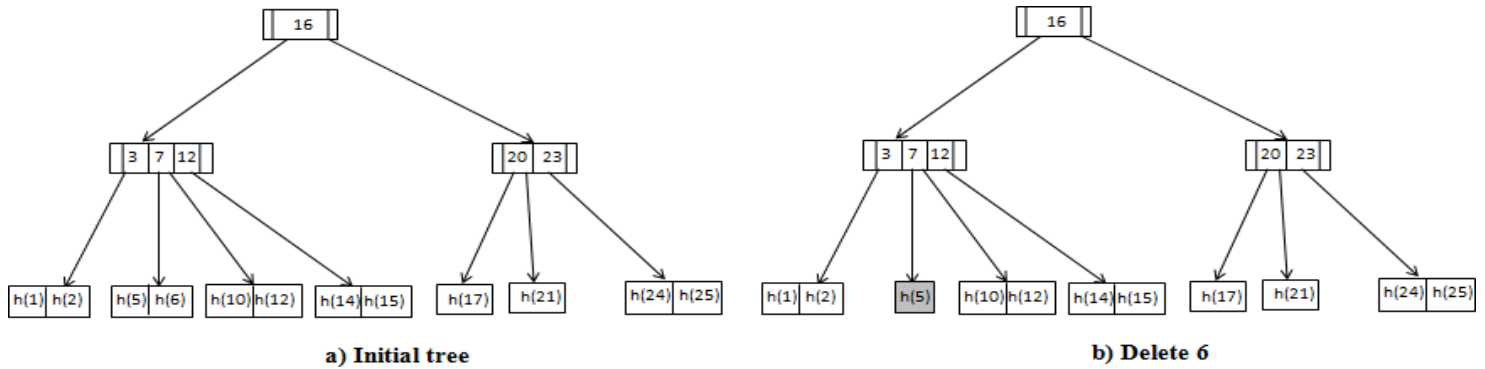 16
3 7 12
20 23
h(1) h(2)
h(5) h(6)
h(10) h(12)
h(14) h(15)
h(17)
h(21)
h(24) h(25)
a) Initial tree
16
3 7 12
20 23
h(1) h(2)
h(5)
h(10) h(12)
h(14) h(15)
h(17)
h(21)
h(24) h(25)
b) Delete 6